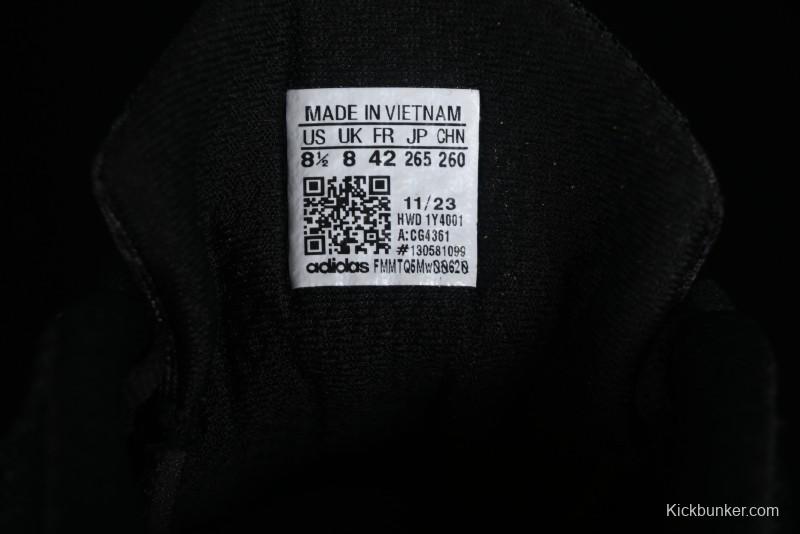 MADE IN VIETNAM
US UK FR JP CHN
8½ 8 42 265 260
11/23
HWD 1Y4001
A:CG4361
#130581099
adidas FMMTQ5Mw00620
Kickbunker.com